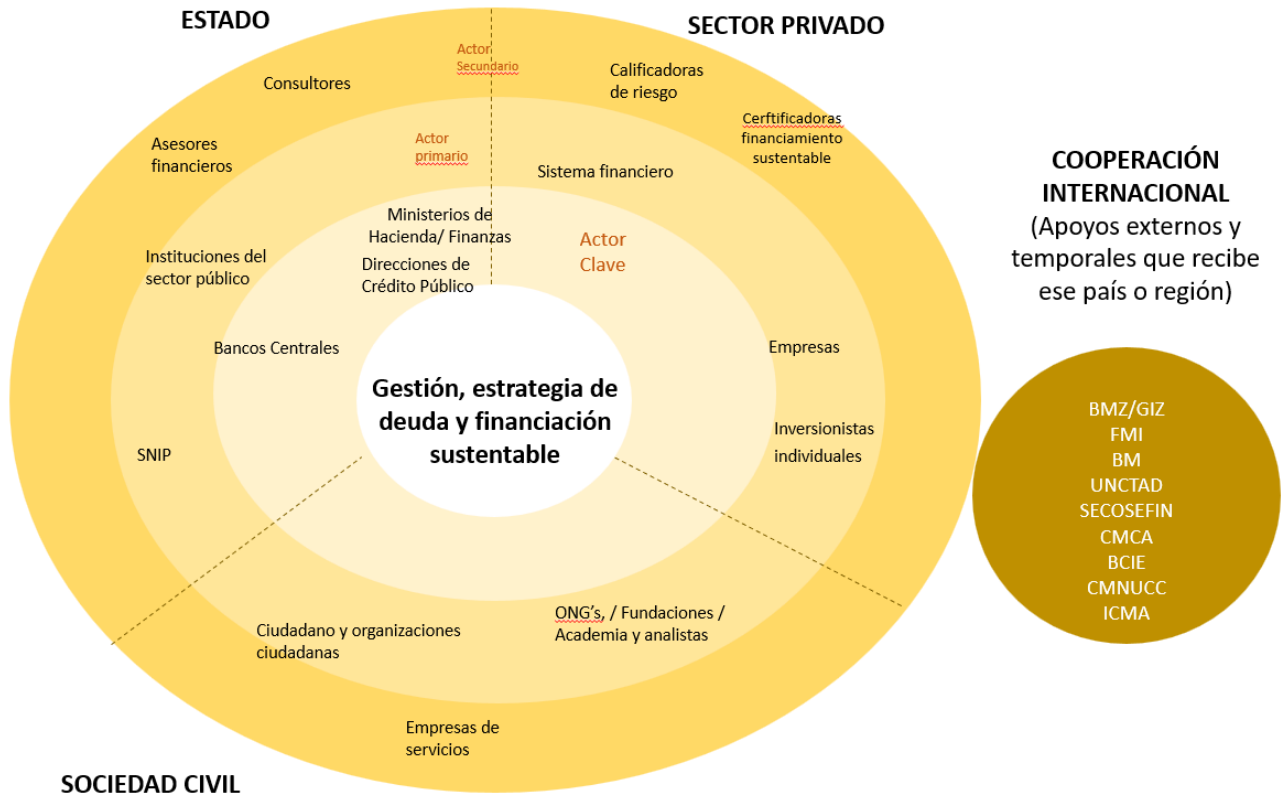 ESTADO
SECTOR PRIVADO
Actor
Secundario
Consultores
Calificadoras
de riesgo
Cerftificadoras
financiamiento
sustentable
Asesores
financieros
Actor
primario
Sistema financiero
Ministerios de
Hacienda/ Finanzas
Direcciones de
Crédito Público
Actor
Clave
Instituciones del
sector público
Bancos Centrales
Empresas
Gestión, estrategia de
deuda y financiación
sustentable
Inversionistas
individuales
SNIP
ONG's, / Fundaciones /
Academia y analistas
Ciudadano y organizaciones
ciudadanas
Empresas de
servicios
SOCIEDAD CIVIL
COOPERACIÓN
INTERNACIONAL
(Apoyos externos y
temporales que recibe
ese país o región)
BMZ/GIZ
FMI
BM
UNCTAD
SECOSEFIN
CMCA
BCIE
CMNUCC
ICMA